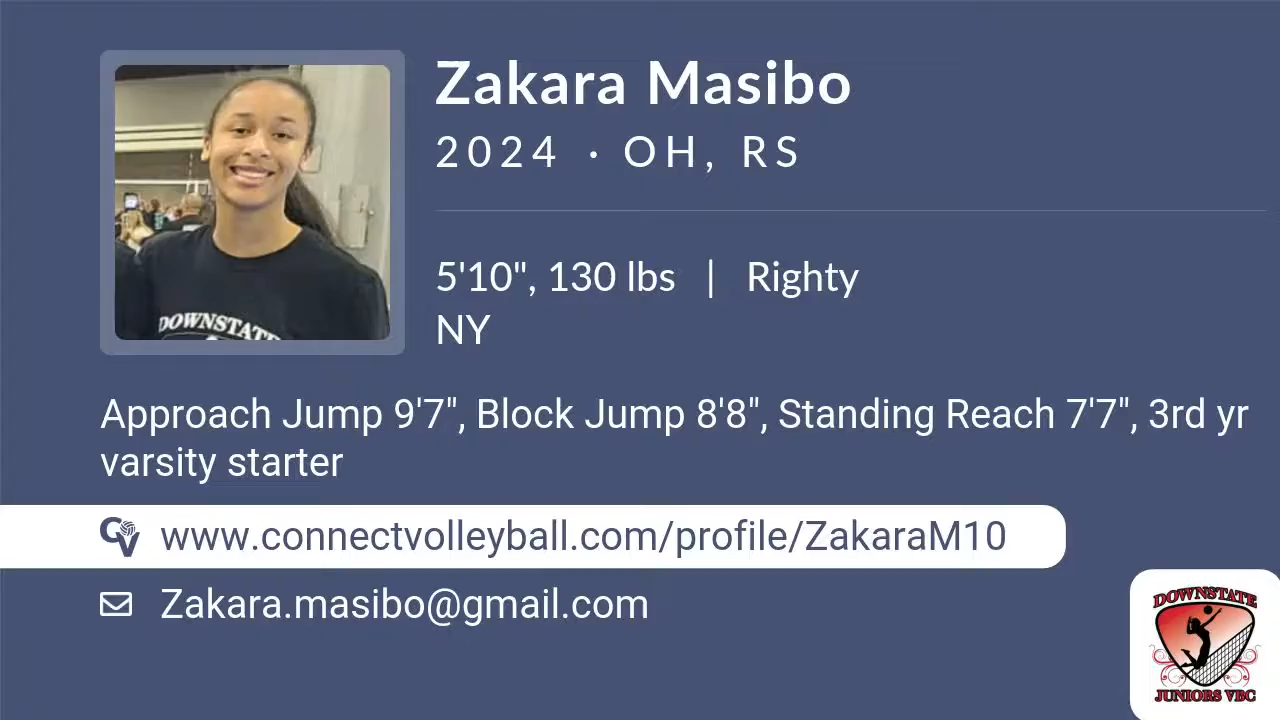 Zakara Masibo
2024 · OH, RS
5'10", 130 lbs | Righty
NY
DOWNSTATE
Approach Jump 9'7", Block Jump 8'8", Standing Reach 7'7", 3rd yr
varsity starter
www.connectvolleyball.com/profile/ZakaraM10
Zakara.masibo@gmail.com
DOWNSTATE
JUNIORS VBC